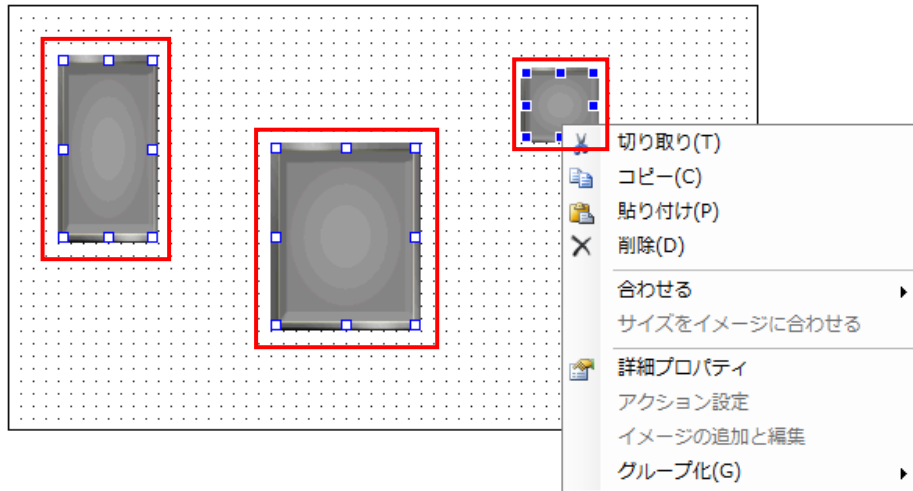 切り取り(T)
コピー(C)
貼り付け(P)
削除(D)
合わせる
サイズをイメージに合わせる
詳細プロパティ
アクション設定
イメージの追加と編集
グループ化(G)